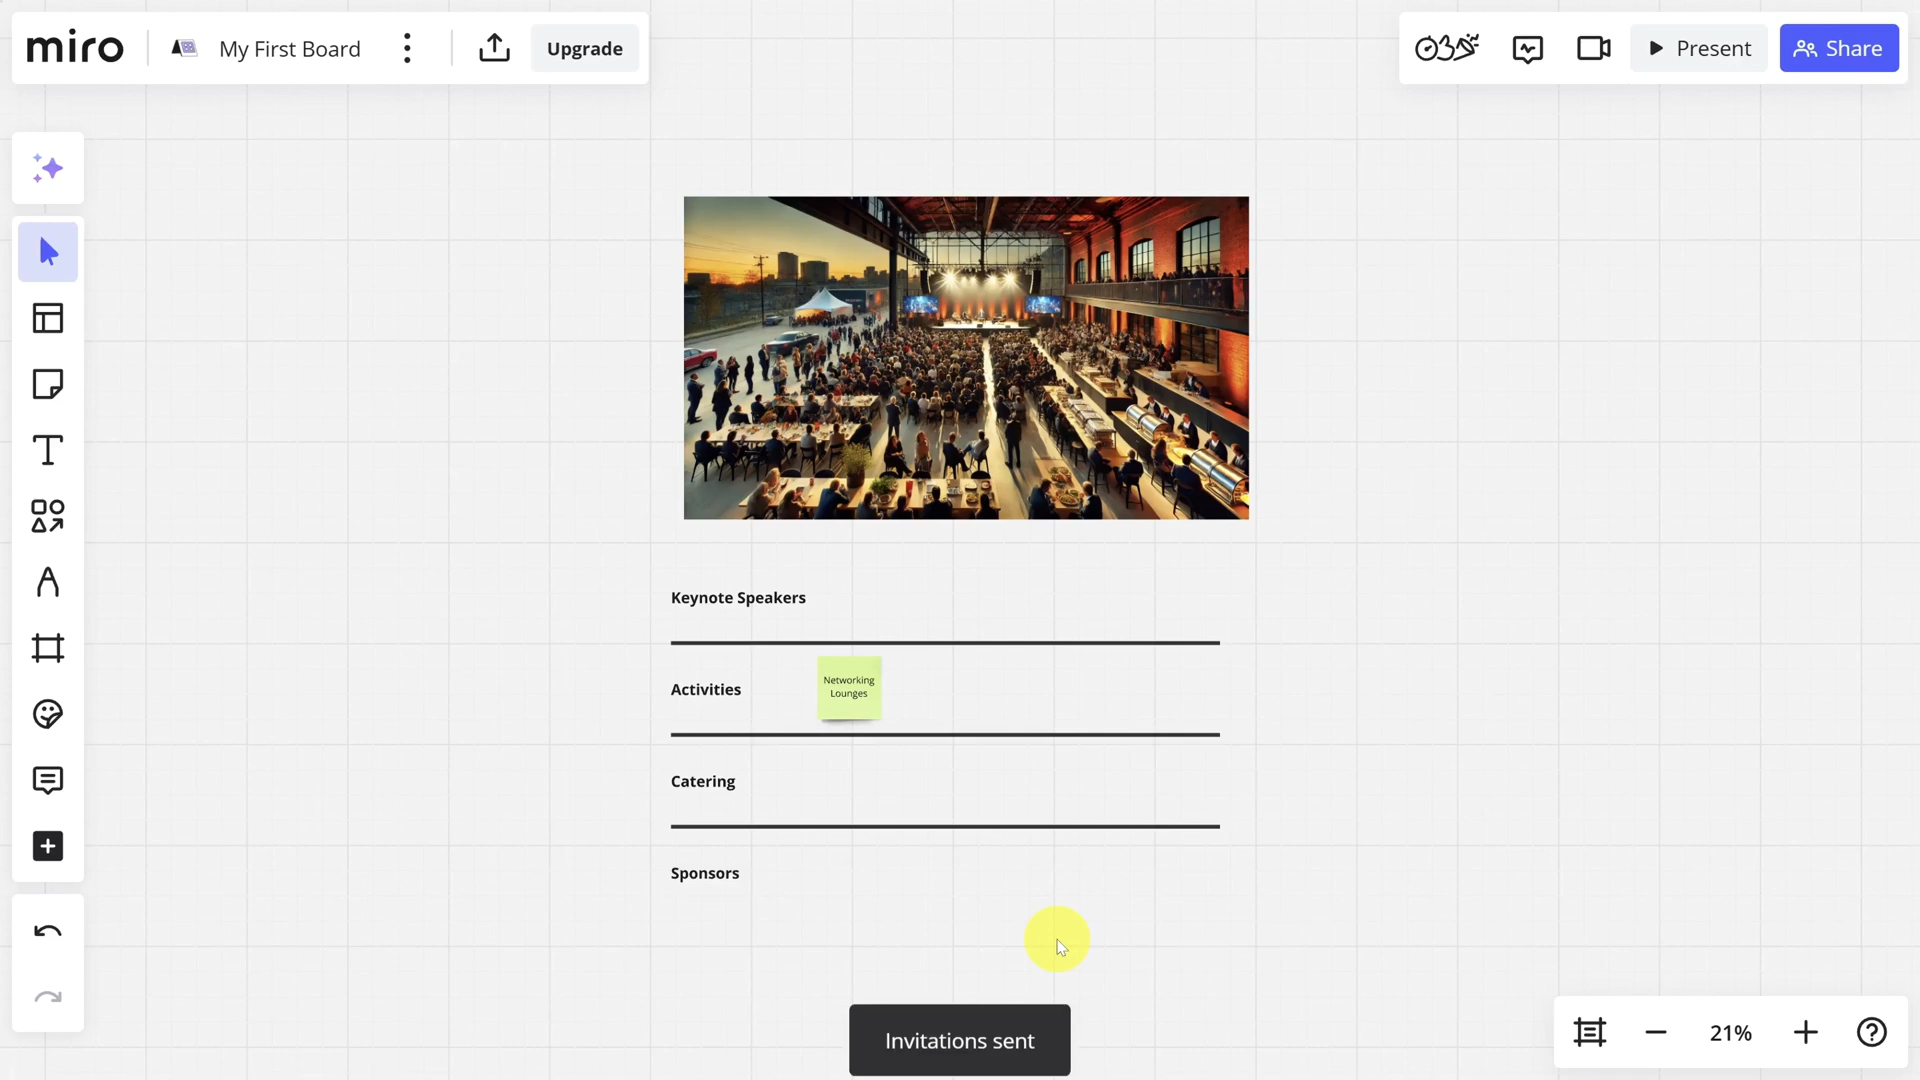 miro
My First Board
Upgrade
Present
Share
Keynote Speakers
Activities
Networking
Lounges
Catering
Sponsors
Invitations sent
21%